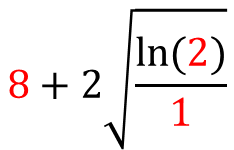 8 + 2√(ln(2)/1)